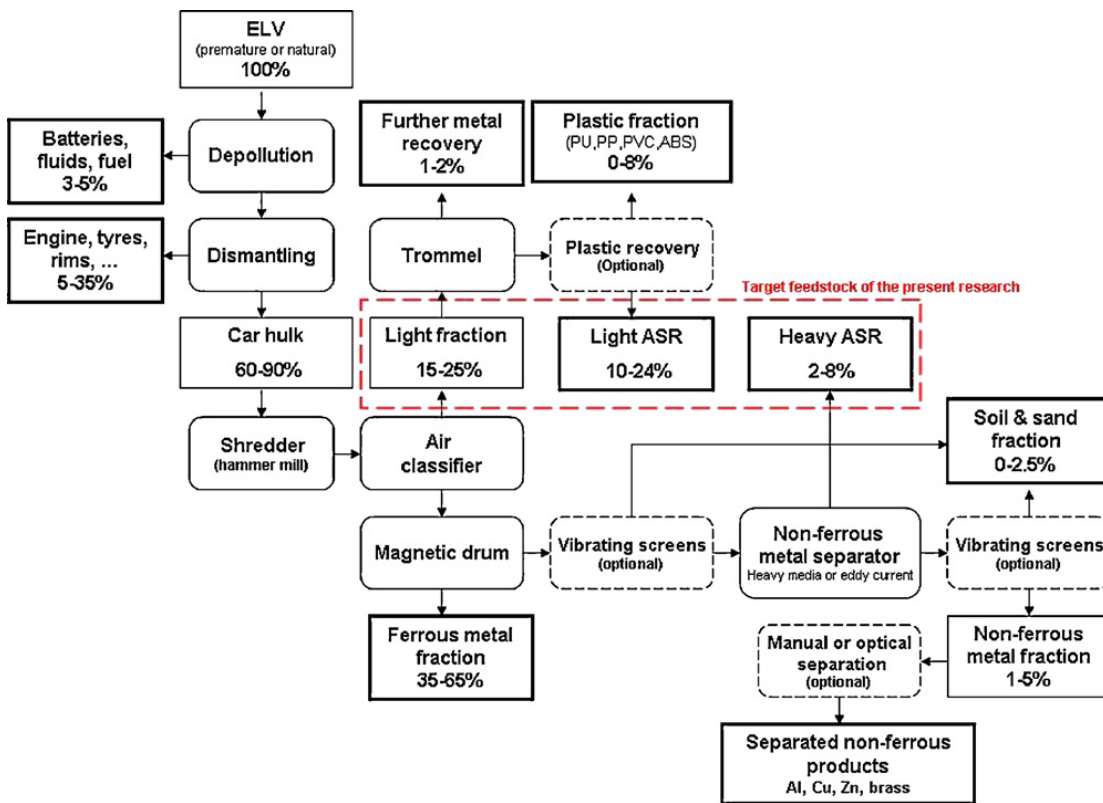 ELV
(premature or natural)
100%
Batteries,
fluids, fuel
3-5%
Depollution
Further metal
recovery
1-2%
Plastic fraction
(PU,PP,PVC,ABS)
0-8%
Engine, tyres,
rims, ...
5-35%
Dismantling
Trommel
Plastic recovery
(Optional)
Target feedstock of the present research
Car hulk
60-90%
Light fraction
15-25%
Light ASR
10-24%
Heavy ASR
2-8%
Shredder
(hammer mill)
Air
classifier
Soil & sand
fraction
0-2.5%
Magnetic drum
Vibrating screens
(optional)
Non-ferrous
metal separator
Heavy media or eddy current
Vibrating screens
(optional)
Ferrous metal
fraction
35-65%
Manual or optical
separation
(optional)
Non-ferrous
metal fraction
1-5%
Separated non-ferrous
products
Al, Cu, Zn, brass